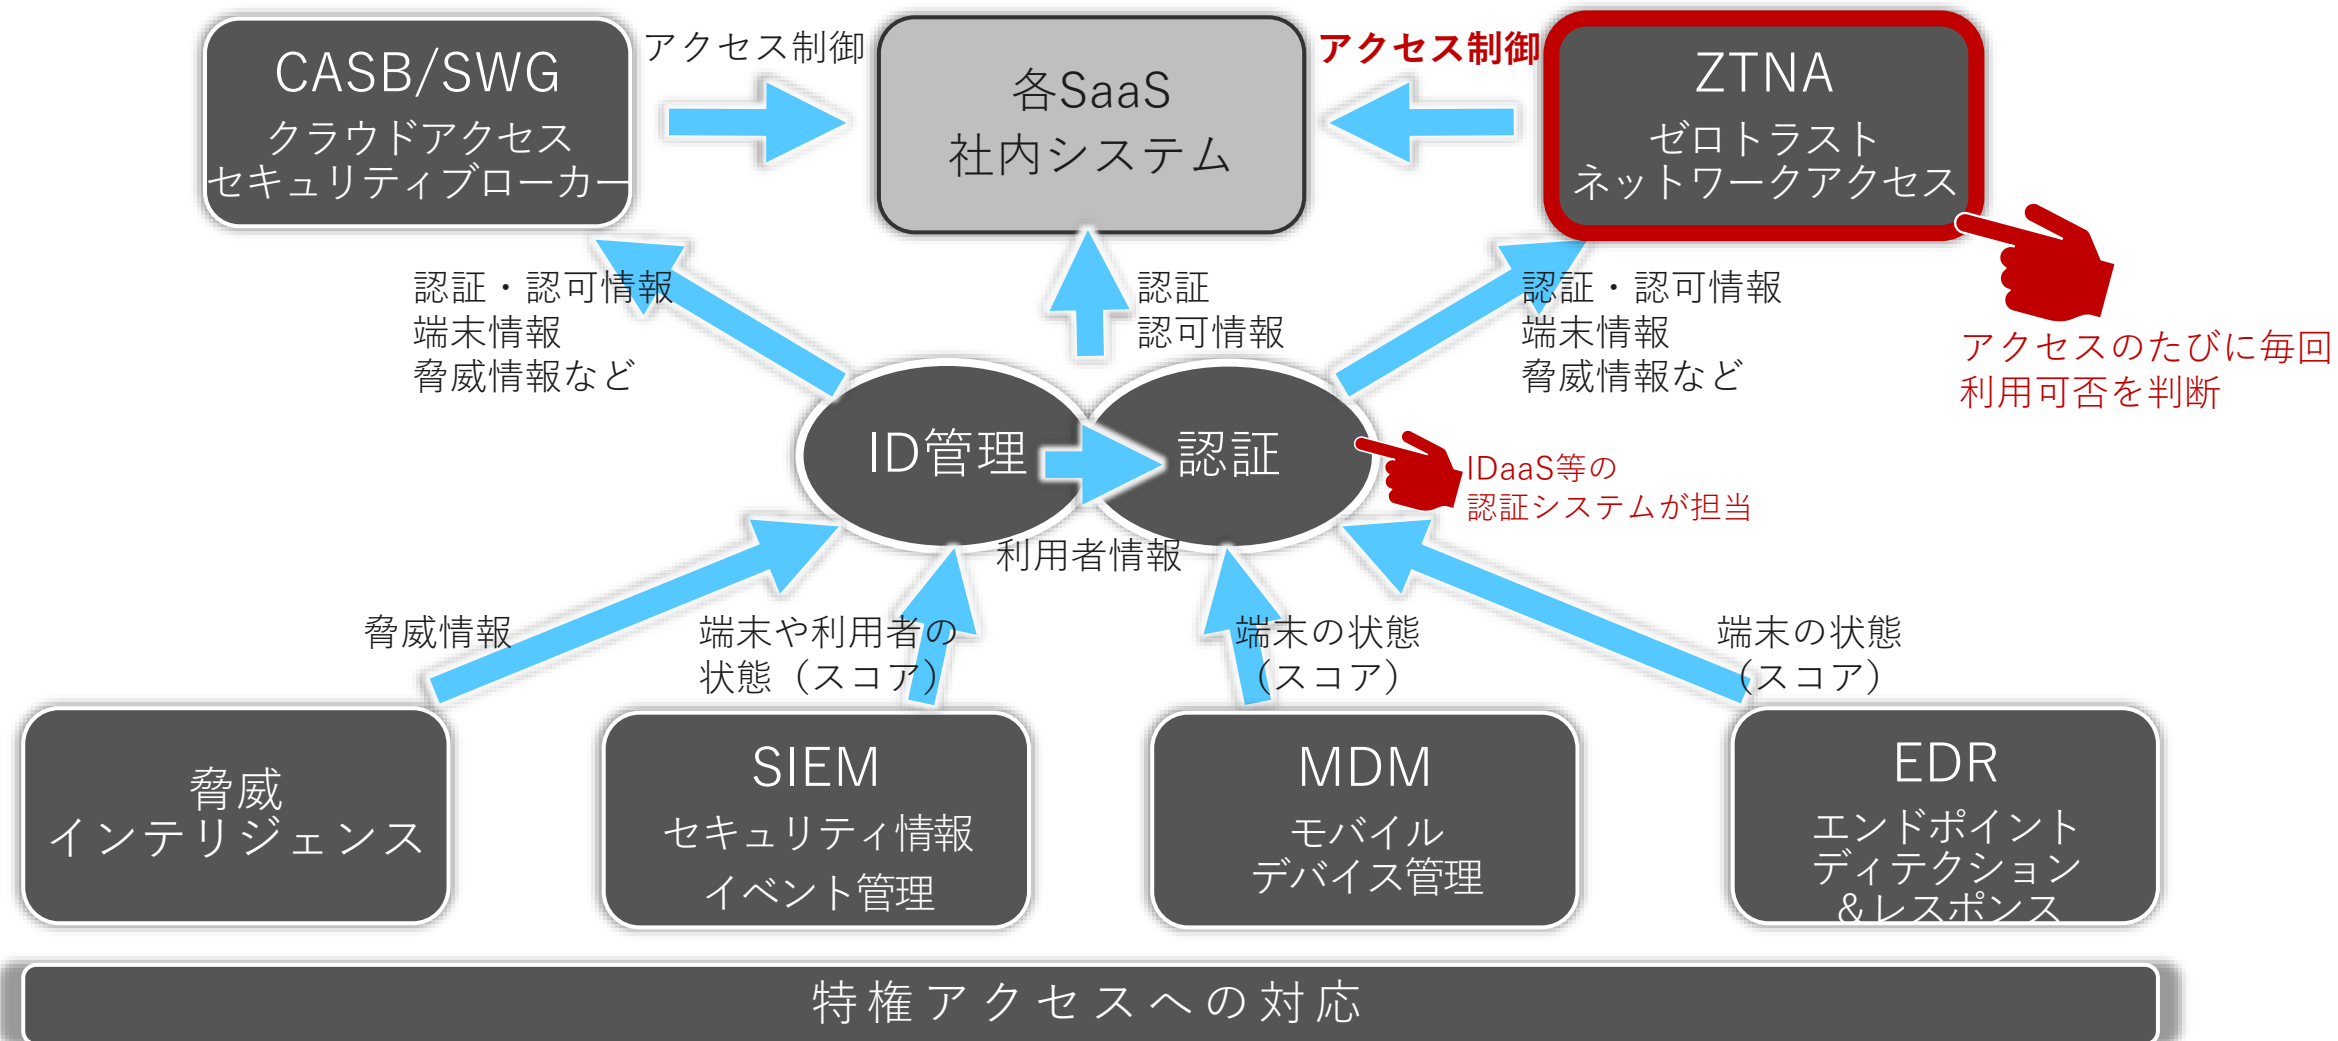 CASB/SWG
クラウドアクセス
セキュリティブローカー
アクセス制御
各SaaS
社内システム
アクセス制御
ZTNA
ゼロトラスト
ネットワークアクセス
認証・認可情報
端末情報
脅威情報など
認証
認可情報
認証・認可情報
端末情報
脅威情報など
アクセスのたびに毎回
利用可否を判断
ID管理
認証
IDaaS等の
認証システムが担当
利用者情報
脅威情報
端末や利用者の
状態（スコア）
端末の状態
（スコア）
端末の状態
（スコア）
脅威
インテリジェンス
SIEM
セキュリティ情報
イベント管理
MDM
モバイル
デバイス管理
EDR
エンドポイント
ディテクション
＆レスポンス
特権アクセスへの対応